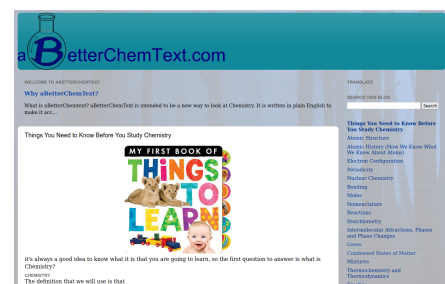 aBetterChemText.com
WELCOME TO ABETTERCHEMTEXT
Why aBetterChemText?
What is aBetterChemtext? aBetterChemText is intended to be a new way to look at Chemistry. It is written in plain English to
make it acc...
Things You Need to Know Before You Study Chemistry
MY FIRST BOOK OF
THINGS
TO
LEARN
It's always a good idea to know what it is that you are going to learn, so the first question to answer is what is
Chemistry?
CHEMISTRY
The definition that we will use is that
TRANSLATE
SEARCH THIS BLOG
Search
Things You Need to Know Before
You Study Chemistry
Atomic Structure
Atomic History (How We Know What
We Know About Atoms)
Electron Configuration
Periodicity
Nuclear Chemistry
Bonding
Moles
Nomenclature
Reactions
Stoichiometry
Intermolecular Attractions, Phases
and Phase Changes
Gases
Condensed States of Matter
Mixtures
Thermochemistry and
Thermodynamics